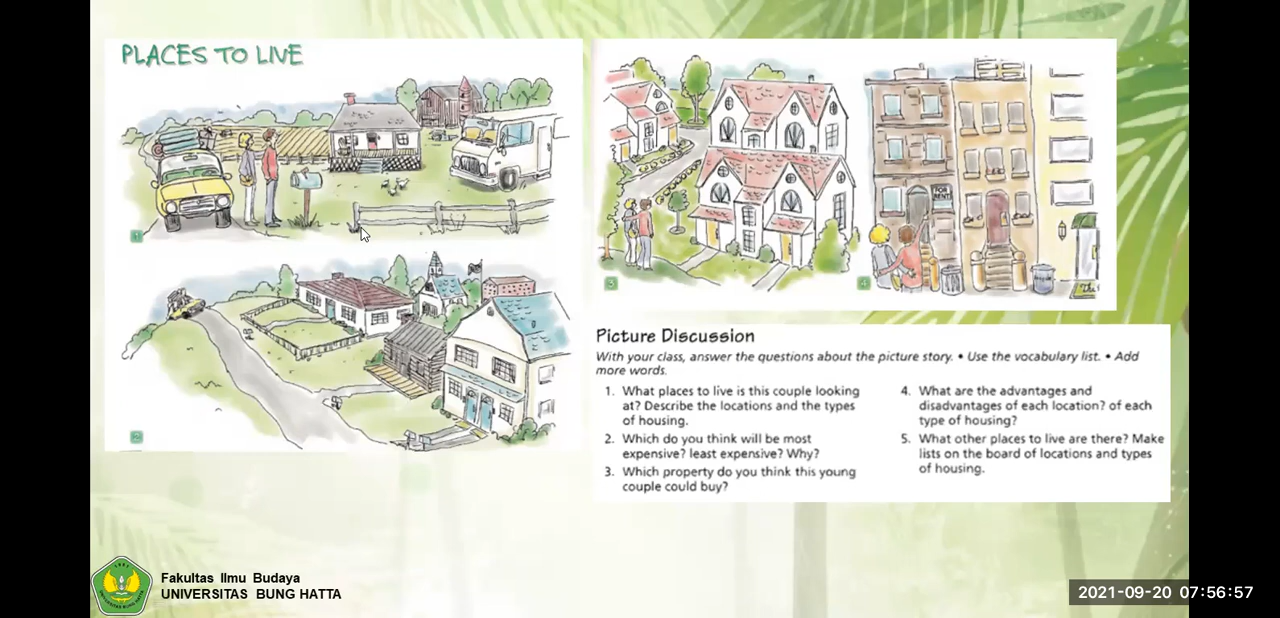 PLACES TO LIVE
1
2
3
4
FOR
Picture Discussion
With your class, answer the questions about the picture story. • Use the vocabulary list. • Add
more words.
1. What places to live is this couple looking
at? Describe the locations and the types
of housing.
2. Which do you think will be most
expensive? least expensive? Why?
3. Which property do you think this young
couple could buy?
4. What are the advantages and
disadvantages of each location? of each
type of housing?
5. What other places to live are there? Make
lists on the board of locations and types
of housing.
Fakultas Ilmu Budaya
UNIVERSITAS BUNG HATTA
2021-09-20 07:56:57